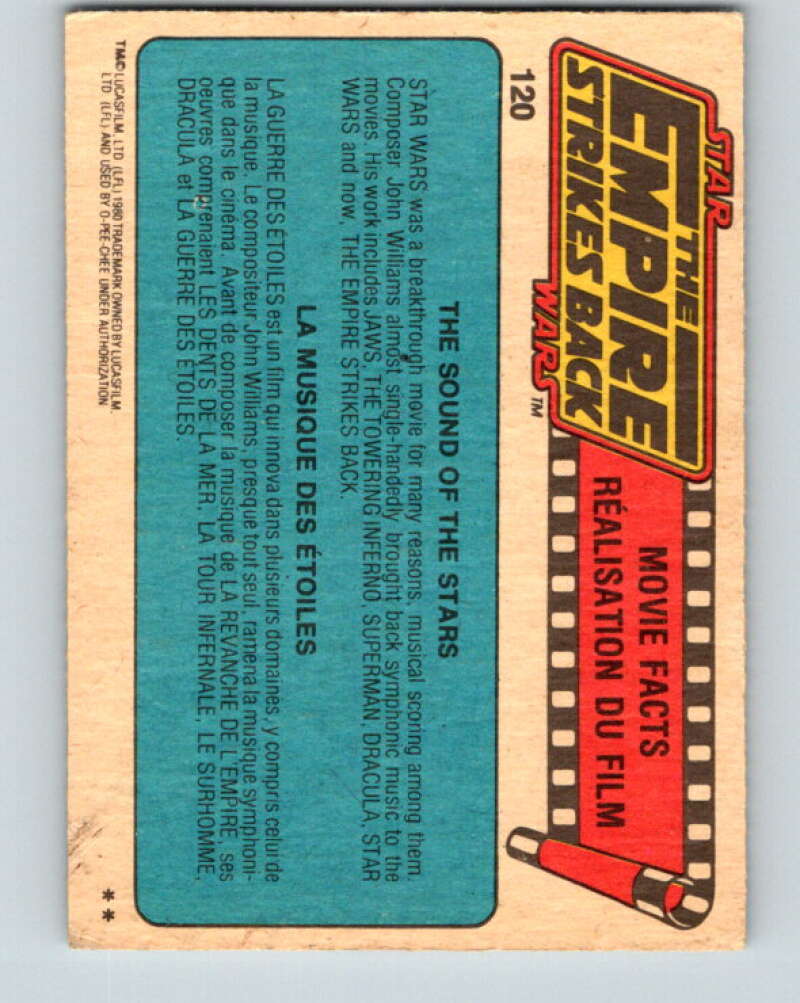 STAR
THE
EMPIRE
STRIKES BACK
WARS™
MOVIE FACTS
RÉALISATION DU FILM
120
THE SOUND OF THE STARS
STAR WARS was a breakthrough movie for many reasons, musical scoring among them.
Composer John Williams almost single-handedly brought back symphonic music to the
movies. His work includes JAWS, THE TOWERING INFERNO, SUPERMAN, DRACULA, STAR
WARS and now, THE EMPIRE STRIKES BACK.
LA MUSIQUE DES ÉTOILES
LA GUERRE DES ÉTOILES est un film qui innova dans plusieurs domaines, y compris celui de
la musique. Le compositeur John Williams, presque tout seul, ramena la musique symphoni-
que dans le cinéma. Avant de composer la musique de LA REVANCHE DE L'EMPIRE, ses
oeuvres comprenaient LES DENTS DE LA MER, LA TOUR INFERNALE, LE SURHOMME,
DRACULA et LA GUERRE DES ÉTOILES.
TM&© LUCASFILM, LTD. (LFL) 1980 TRADEMARK OWNED BY LUCASFILM,
LTD. (LFL) AND USED BY O-PEE-CHEE UNDER AUTHORIZATION
**